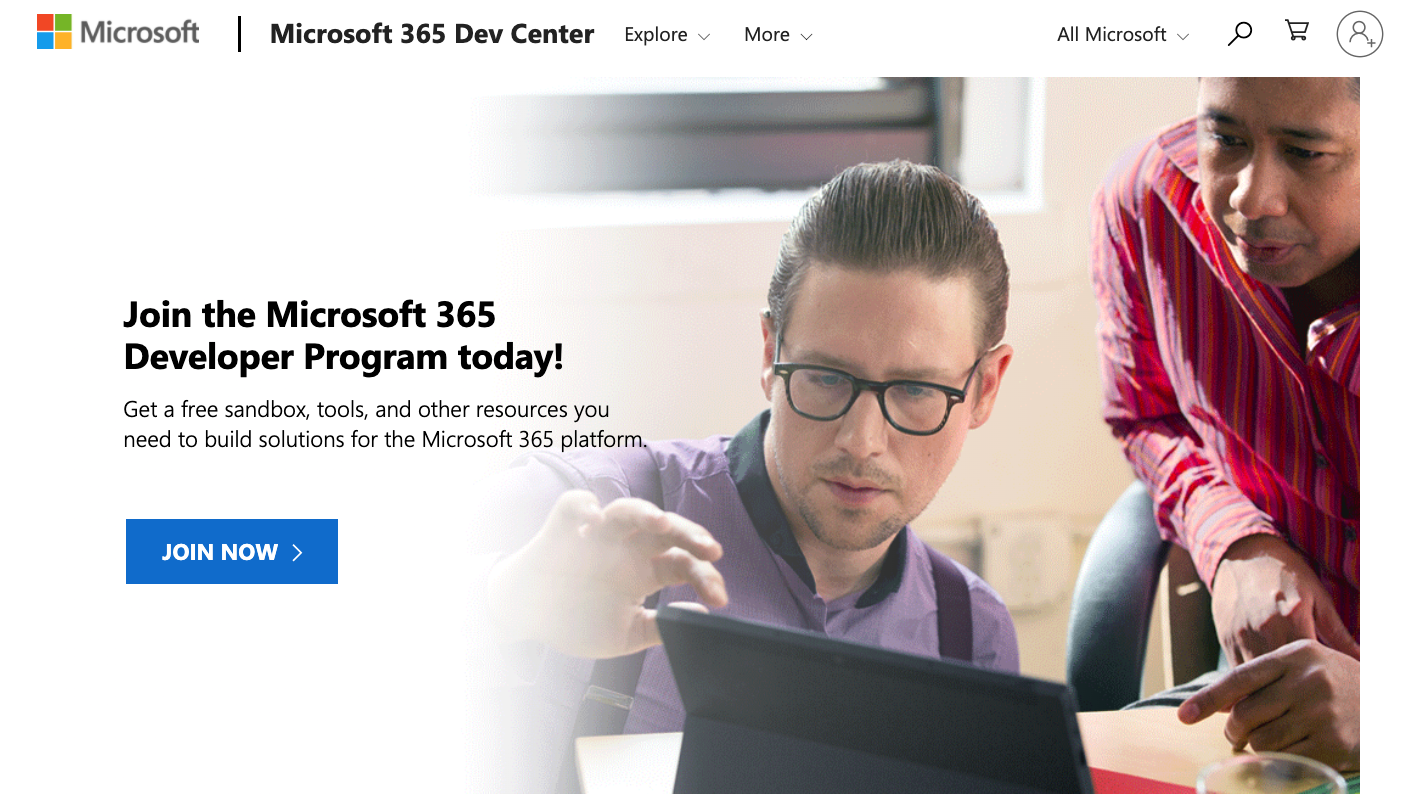 Microsoft
Microsoft 365 Dev Center
Explore
More
All Microsoft
Join the Microsoft 365
Developer Program today!
Get a free sandbox, tools, and other resources you
need to build solutions for the Microsoft 365 platform.
JOIN NOW